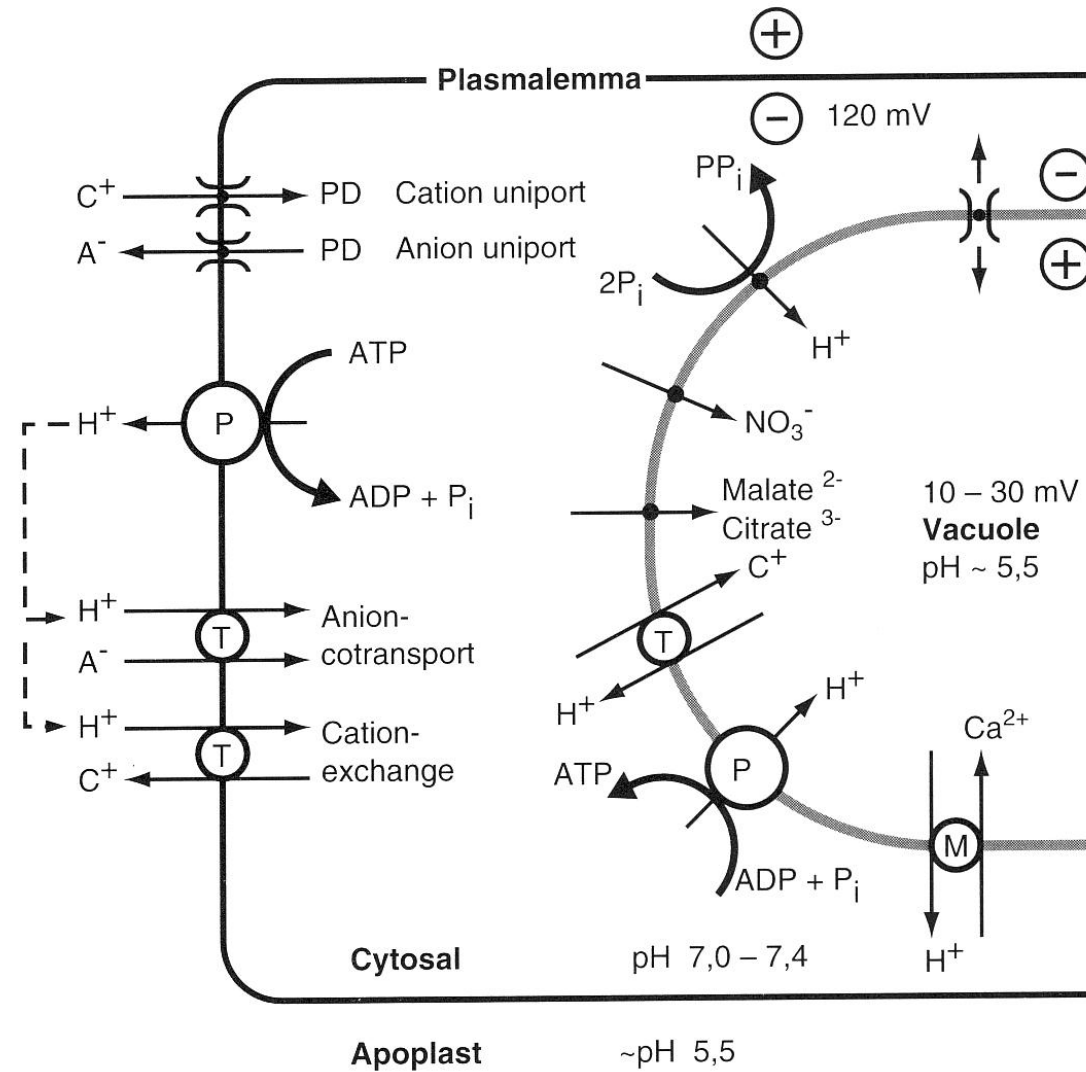 +
Plasmalemma
−
120 mV
C⁺
PD
Cation uniport
A⁻
PD
Anion uniport
PPᵢ
2Pᵢ
H⁺
−
+
ATP
H⁺
P
ADP + Pᵢ
NO₃⁻
Malate ²⁻
Citrate ³⁻
10 – 30 mV
Vacuole
pH ~ 5,5
C⁺
T
H⁺
H⁺
A⁻
T
Anion-
cotransport
H⁺
C⁺
T
Cation-
exchange
H⁺
P
ATP
ADP + Pᵢ
Ca²⁺
M
H⁺
Cytosal
pH 7,0 – 7,4
Apoplast
~pH 5,5